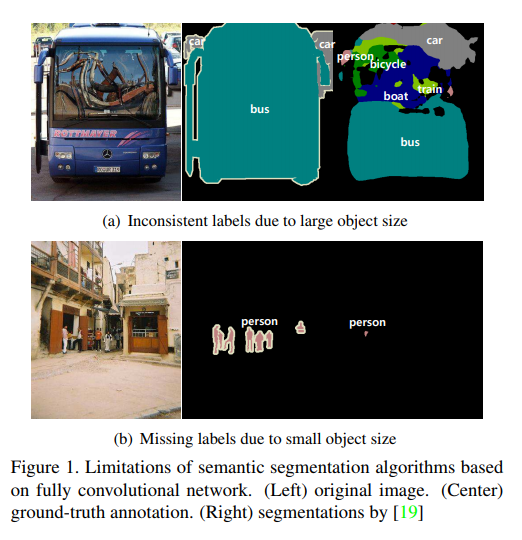 car
car
bus
ROTTMAYER
person
bicycle
car
train
boat
bus
(a) Inconsistent labels due to large object size
person
person
(b) Missing labels due to small object size
Figure 1. Limitations of semantic segmentation algorithms based
on fully convolutional network. (Left) original image. (Center)
ground-truth annotation. (Right) segmentations by [19]